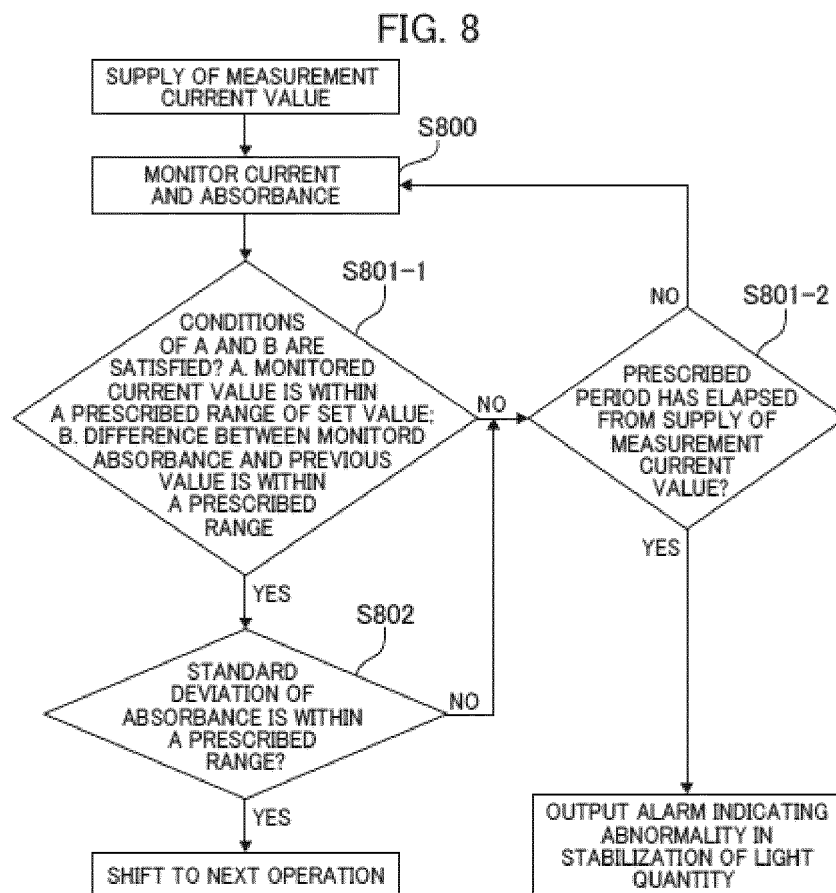 FIG. 8
SUPPLY OF MEASUREMENT
CURRENT VALUE
S800
MONITOR CURRENT
AND ABSORBANCE
S801-1
CONDITIONS
OF A AND B ARE
SATISFIED? A. MONITORED
CURRENT VALUE IS WITHIN
A PRESCRIBED RANGE OF SET VALUE;
B. DIFFERENCE BETWEEN MONITORD
ABSORBANCE AND PREVIOUS
VALUE IS WITHIN
A PRESCRIBED
RANGE
NO
YES
S802
STANDARD
DEVIATION OF
ABSORBANCE IS WITHIN
A PRESCRIBED
RANGE?
NO
YES
SHIFT TO NEXT OPERATION
NO
S801-2
PRESCRIBED
PERIOD HAS ELAPSED
FROM SUPPLY OF
MEASUREMENT
CURRENT
VALUE?
YES
OUTPUT ALARM INDICATING
ABNORMALITY IN
STABILIZATION OF LIGHT
QUANTITY